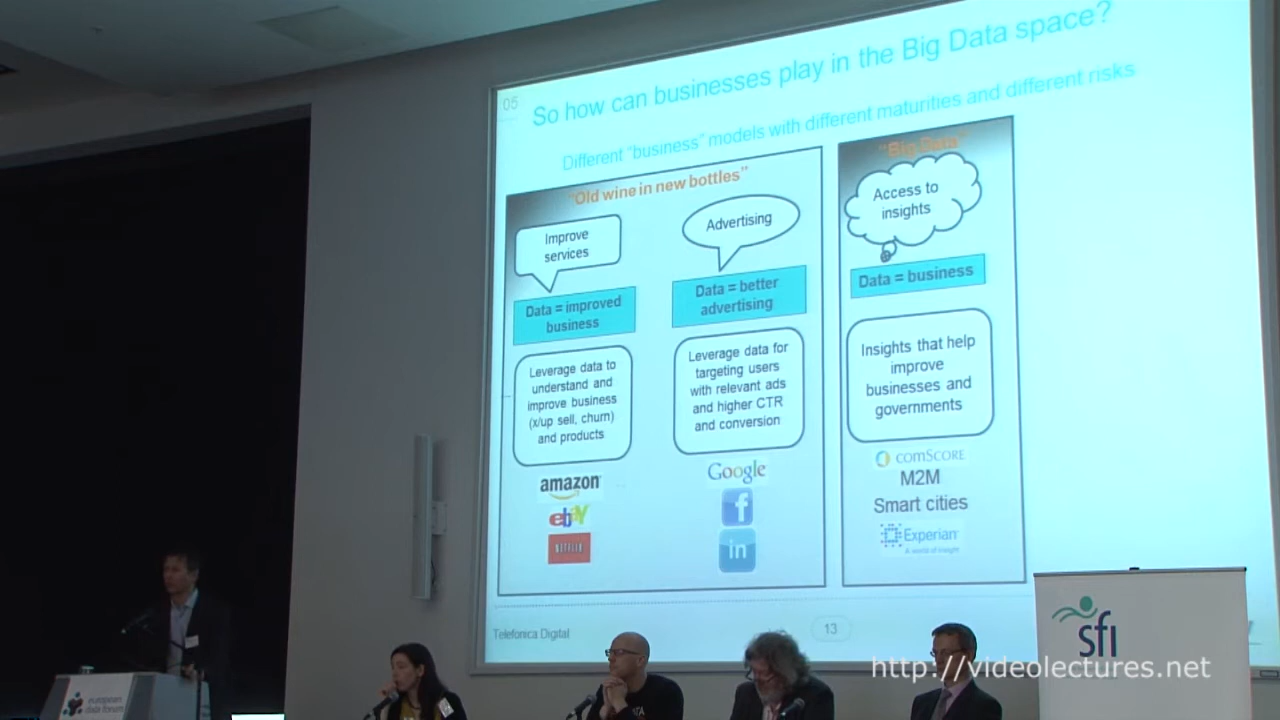 05
So how can businesses play in the Big Data space?
Different "business" models with different maturities and different risks
"Old wine in new bottles"
Improve
services
Data = improved
business
Leverage data to
understand and
improve business
(x/up sell, churn)
and products
amazon
ebay
NETFLIX
Advertising
Data = better
advertising
Leverage data for
targeting users
with relevant ads
and higher CTR
and conversion
Google
f
in
"Big Data"
Access to
insights
Data = business
Insights that help
improve
businesses and
governments
comSCORE
M2M
Smart cities
Experian
A world of insight
Telefonica Digital
13
european
data forum
sfi
http://videolectures.net